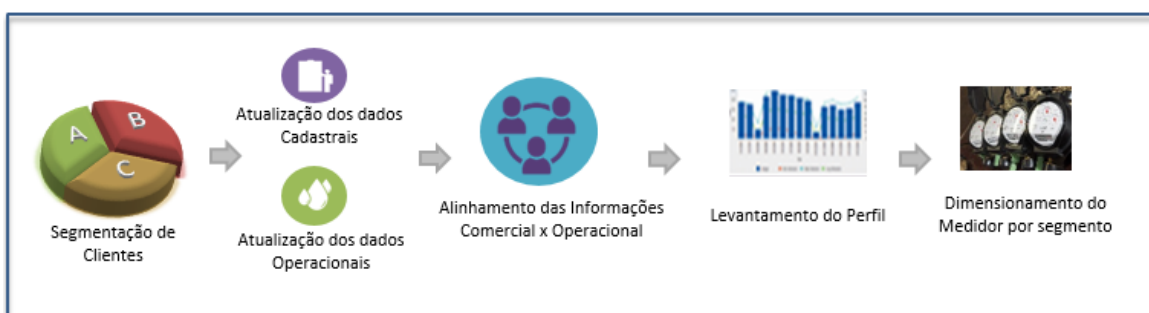 A
B
C
Segmentação de
Clientes
Atualização dos dados
Cadastrais
Atualização dos dados
Operacionais
Alinhamento das Informações
Comercial x Operacional
Levantamento do Perfil
Dimensionamento do
Medidor por segmento